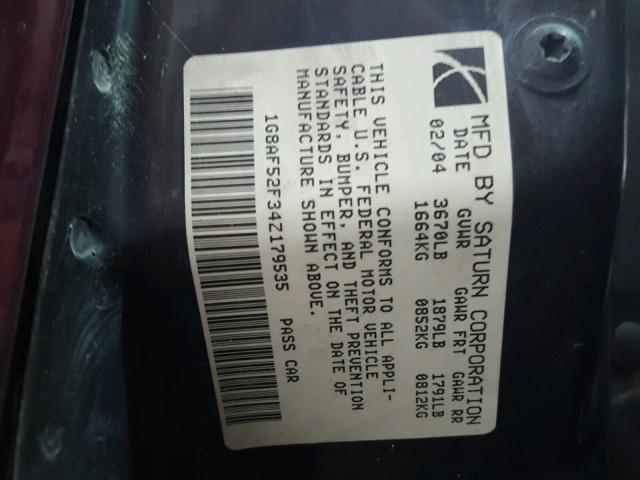 MFD BY SATURN CORPORATION
DATE GVWR GAWR FRT GAWR RR
02/04 3670LB 1879LB 1791LB
1664KG 0852KG 0812KG
THIS VEHICLE CONFORMS TO ALL APPLI-
CABLE U.S. FEDERAL MOTOR VEHICLE
SAFETY, BUMPER, AND THEFT PREVENTION
STANDARDS IN EFFECT ON THE DATE OF
MANUFACTURE SHOWN ABOVE.
1G8AF52F34Z179535 PASS CAR